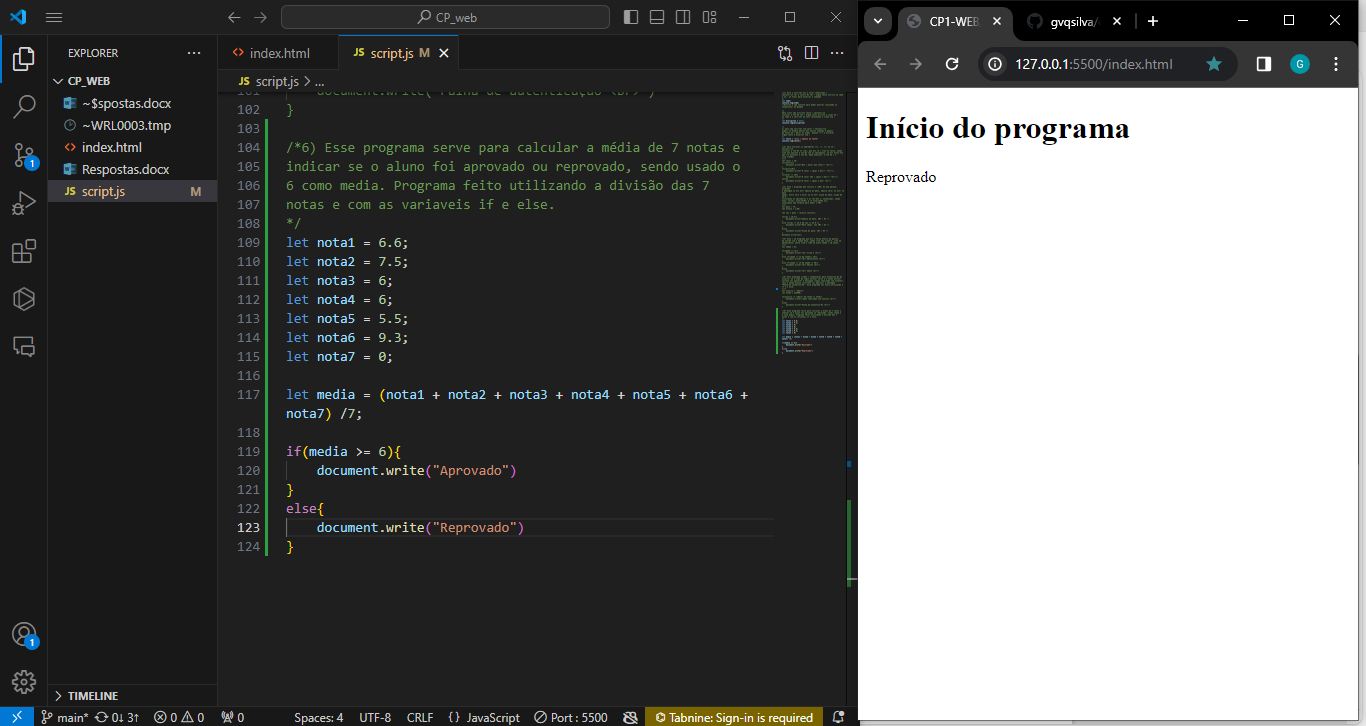 CP_web
EXPLORER
CP_WEB
~$spostas.docx
~WRL0003.tmp
index.html
Respostas.docx
script.js M
TIMELINE
index.html
JS script.js M
JS script.js > ...
102 }
103
104 /*6) Esse programa serve para calcular a média de 7 notas e
105 indicar se o aluno foi aprovado ou reprovado, sendo usado o
106 6 como media. Programa feito utilizando a divisão das 7
107 notas e com as variaveis if e else.
108 */
109 let nota1 = 6.6;
110 let nota2 = 7.5;
111 let nota3 = 6;
112 let nota4 = 6;
113 let nota5 = 5.5;
114 let nota6 = 9.3;
115 let nota7 = 0;
116
117 let media = (nota1 + nota2 + nota3 + nota4 + nota5 + nota6 +
nota7) /7;
118
119 if(media >= 6){
120 document.write("Aprovado")
121 }
122 else{
123 document.write("Reprovado")
124 }
main* 0↓ 3↑ 0 0 0 Spaces: 4 UTF-8 CRLF {} JavaScript Port : 5500 Tabnine: Sign-in is required
CP1-WEB
gvqsilva/
127.0.0.1:5500/index.html
G
Início do programa
Reprovado